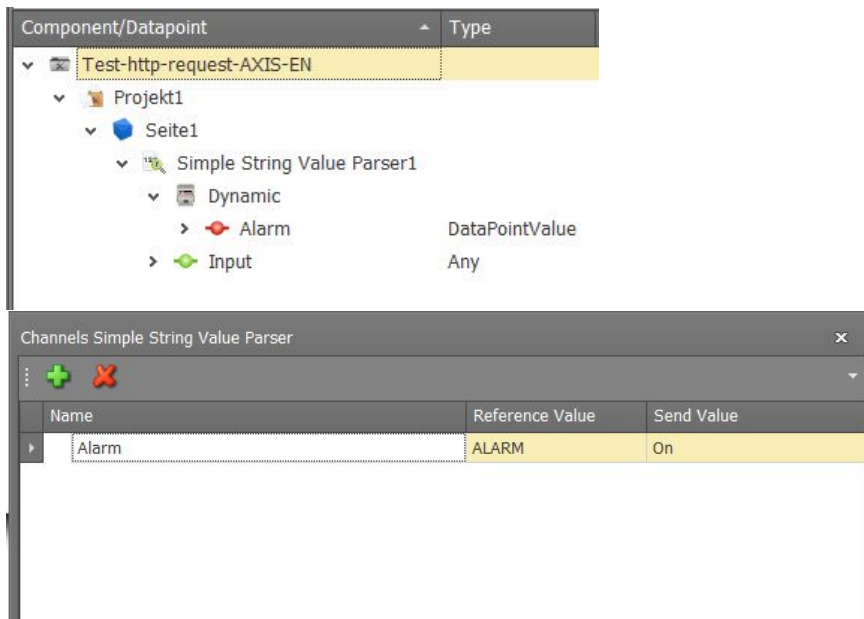 Component/Datapoint Type
Test-http-request-AXIS-EN
Projekt1
Seite1
Simple String Value Parser1
Dynamic
Alarm DataPointValue
Input Any
Channels Simple String Value Parser
Name Reference Value Send Value
Alarm ALARM On